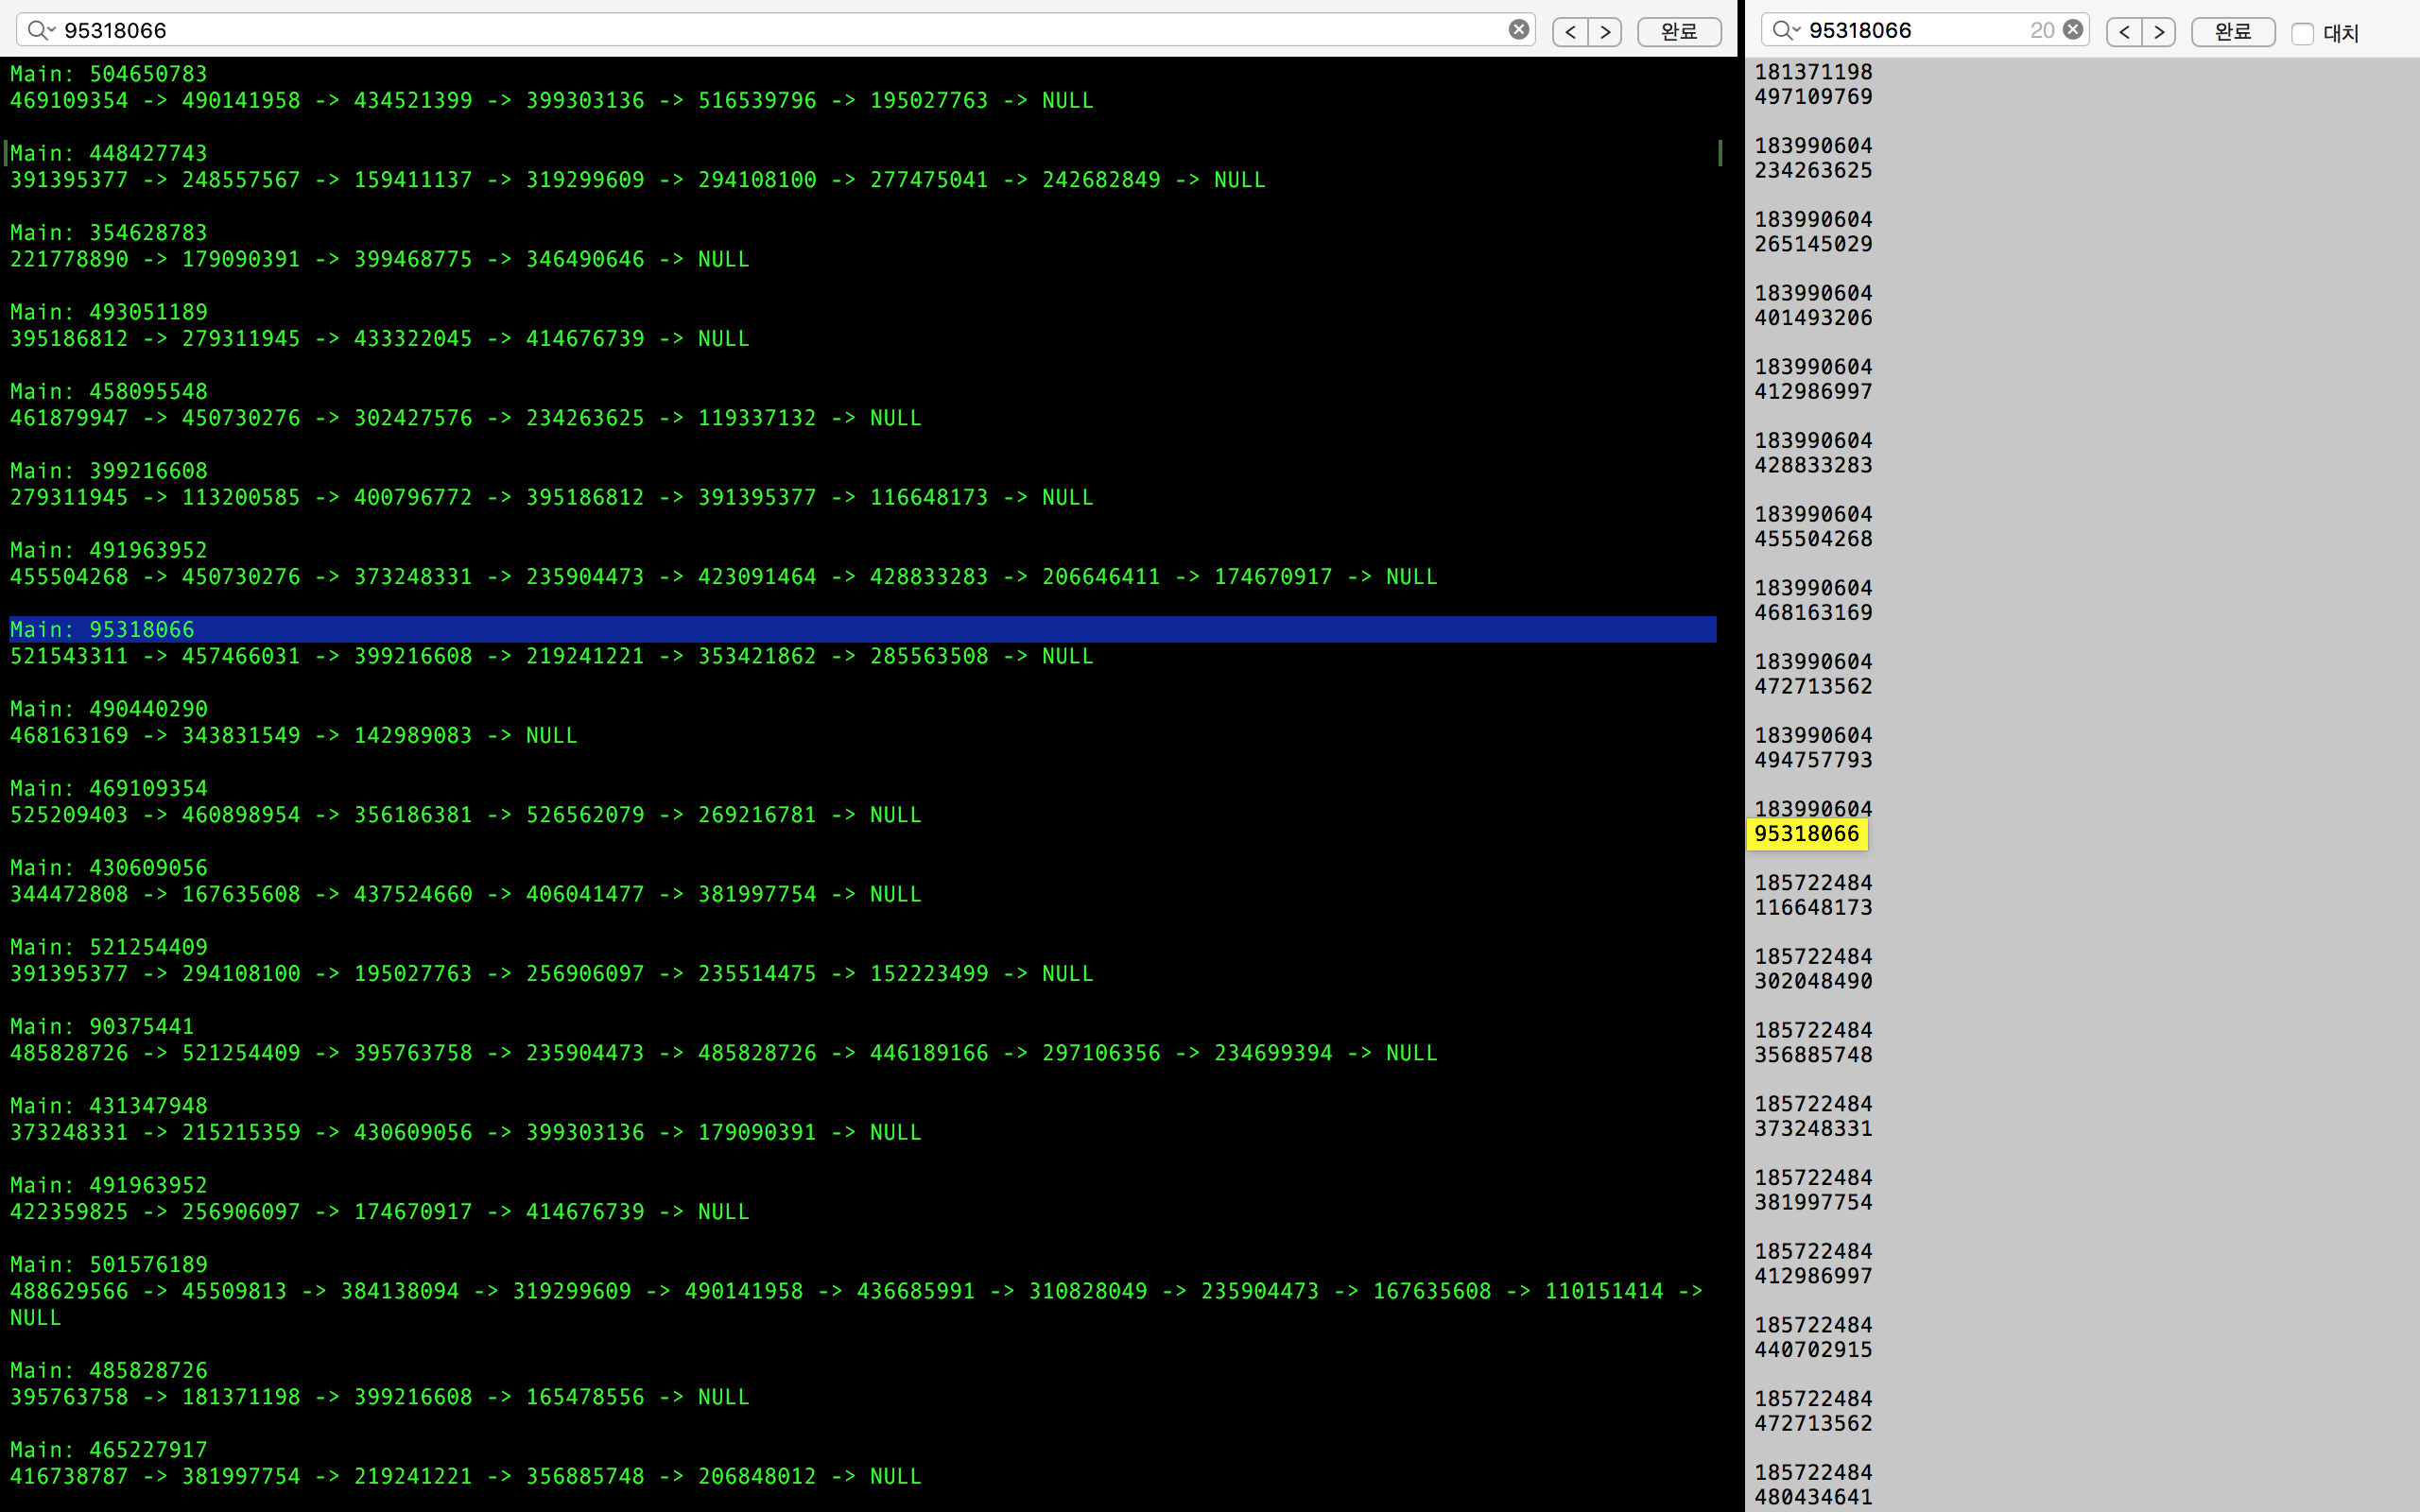 95318066
< > 완료
Main: 504650783
469109354 -> 490141958 -> 434521399 -> 399303136 -> 516539796 -> 195027763 -> NULL
Main: 448427743
391395377 -> 248557567 -> 159411137 -> 319299609 -> 294108100 -> 277475041 -> 242682849 -> NULL
Main: 354628783
221778890 -> 179090391 -> 399468775 -> 346490646 -> NULL
Main: 493051189
395186812 -> 279311945 -> 433322045 -> 414676739 -> NULL
Main: 458095548
461879947 -> 450730276 -> 302427576 -> 234263625 -> 119337132 -> NULL
Main: 399216608
279311945 -> 113200585 -> 400796772 -> 395186812 -> 391395377 -> 116648173 -> NULL
Main: 491963952
455504268 -> 450730276 -> 373248331 -> 235904473 -> 423091464 -> 428833283 -> 206646411 -> 174670917 -> NULL
Main: 95318066
521543311 -> 457466031 -> 399216608 -> 219241221 -> 353421862 -> 285563508 -> NULL
Main: 490440290
468163169 -> 343831549 -> 142989083 -> NULL
Main: 469109354
525209403 -> 460898954 -> 356186381 -> 526562079 -> 269216781 -> NULL
Main: 430609056
344472808 -> 167635608 -> 437524660 -> 406041477 -> 381997754 -> NULL
Main: 521254409
391395377 -> 294108100 -> 195027763 -> 256906097 -> 235514475 -> 152223499 -> NULL
Main: 90375441
485828726 -> 521254409 -> 395763758 -> 235904473 -> 485828726 -> 446189166 -> 297106356 -> 234699394 -> NULL
Main: 431347948
373248331 -> 215215359 -> 430609056 -> 399303136 -> 179090391 -> NULL
Main: 491963952
422359825 -> 256906097 -> 174670917 -> 414676739 -> NULL
Main: 501576189
488629566 -> 45509813 -> 384138094 -> 319299609 -> 490141958 -> 436685991 -> 310828049 -> 235904473 -> 167635608 -> 110151414 ->
NULL
Main: 485828726
395763758 -> 181371198 -> 399216608 -> 165478556 -> NULL
Main: 465227917
416738787 -> 381997754 -> 219241221 -> 356885748 -> 206848012 -> NULL
95318066 20
< > 완료 대치
181371198
497109769
183990604
234263625
183990604
265145029
183990604
401493206
183990604
412986997
183990604
428833283
183990604
455504268
183990604
468163169
183990604
472713562
183990604
494757793
183990604
95318066
185722484
116648173
185722484
302048490
185722484
356885748
185722484
373248331
185722484
381997754
185722484
412986997
185722484
440702915
185722484
472713562
185722484
480434641